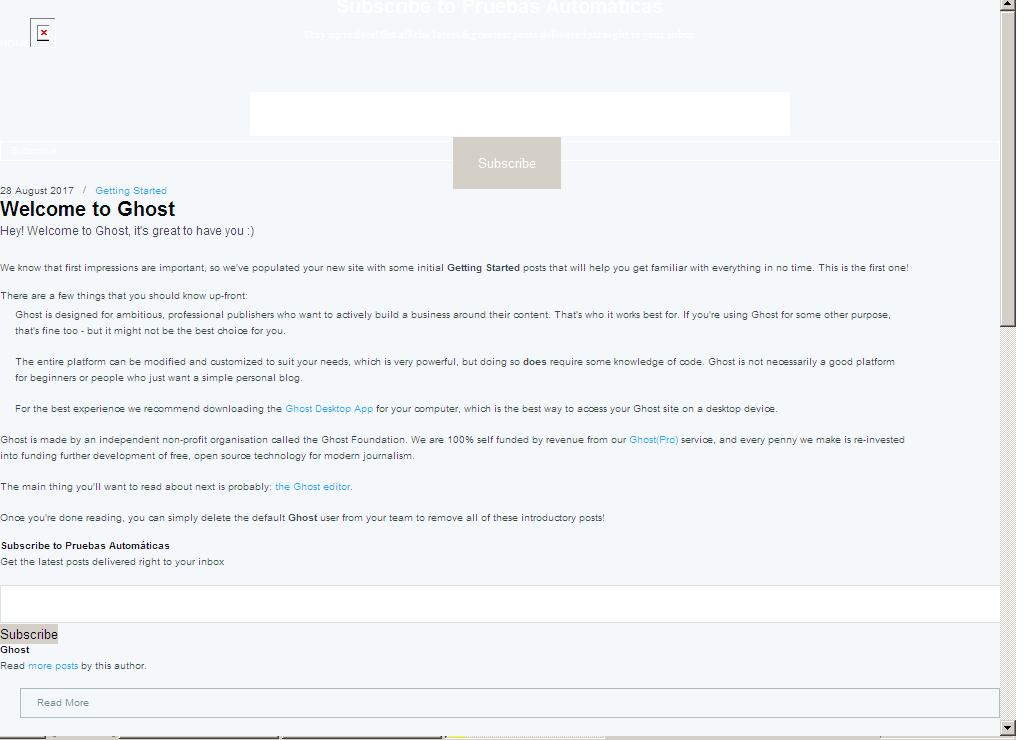 Subscribe to Pruebas Automáticas
Stay up to date! Get all the latest & greatest posts delivered straight to your inbox
HOME
Subscribe
Subscribe
28 August 2017 / Getting Started
Welcome to Ghost
Hey! Welcome to Ghost, it's great to have you :)
We know that first impressions are important, so we've populated your new site with some initial Getting Started posts that will help you get familiar with everything in no time. This is the first one!
There are a few things that you should know up-front:
Ghost is designed for ambitious, professional publishers who want to actively build a business around their content. That's who it works best for. If you're using Ghost for some other purpose,
that's fine too - but it might not be the best choice for you.
The entire platform can be modified and customized to suit your needs, which is very powerful, but doing so does require some knowledge of code. Ghost is not necessarily a good platform
for beginners or people who just want a simple personal blog.
For the best experience we recommend downloading the Ghost Desktop App for your computer, which is the best way to access your Ghost site on a desktop device.
Ghost is made by an independent non-profit organisation called the Ghost Foundation. We are 100% self funded by revenue from our Ghost(Pro) service, and every penny we make is re-invested
into funding further development of free, open source technology for modern journalism.
The main thing you'll want to read about next is probably: the Ghost editor.
Once you're done reading, you can simply delete the default Ghost user from your team to remove all of these introductory posts!
Subscribe to Pruebas Automáticas
Get the latest posts delivered right to your inbox
Subscribe
Ghost
Read more posts by this author.
Read More